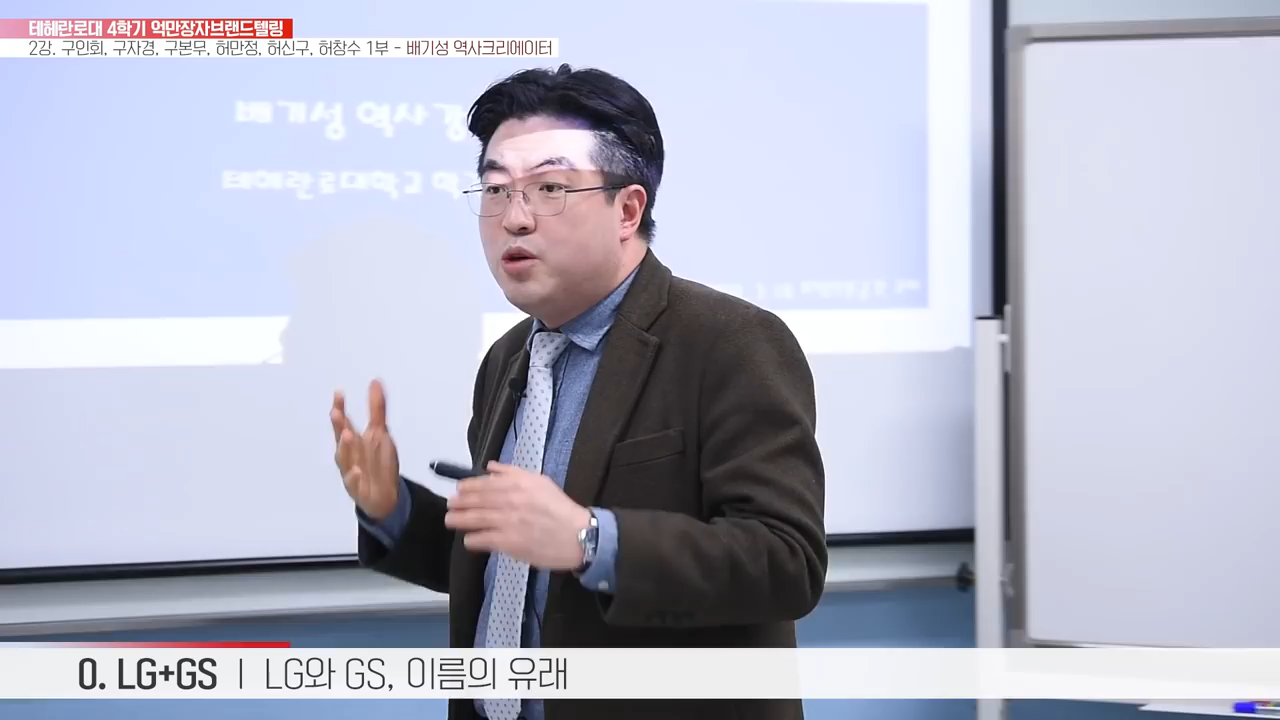 테헤란로대 4학기 억만장자브랜드텔링
2강. 구인회, 구자경, 구본무, 허만정, 허신구, 허창수 1부 - 배기성 역사크리에이터
배기성 역사
테헤란로대학교
0. LG+GS | LG와 GS, 이름의 유래